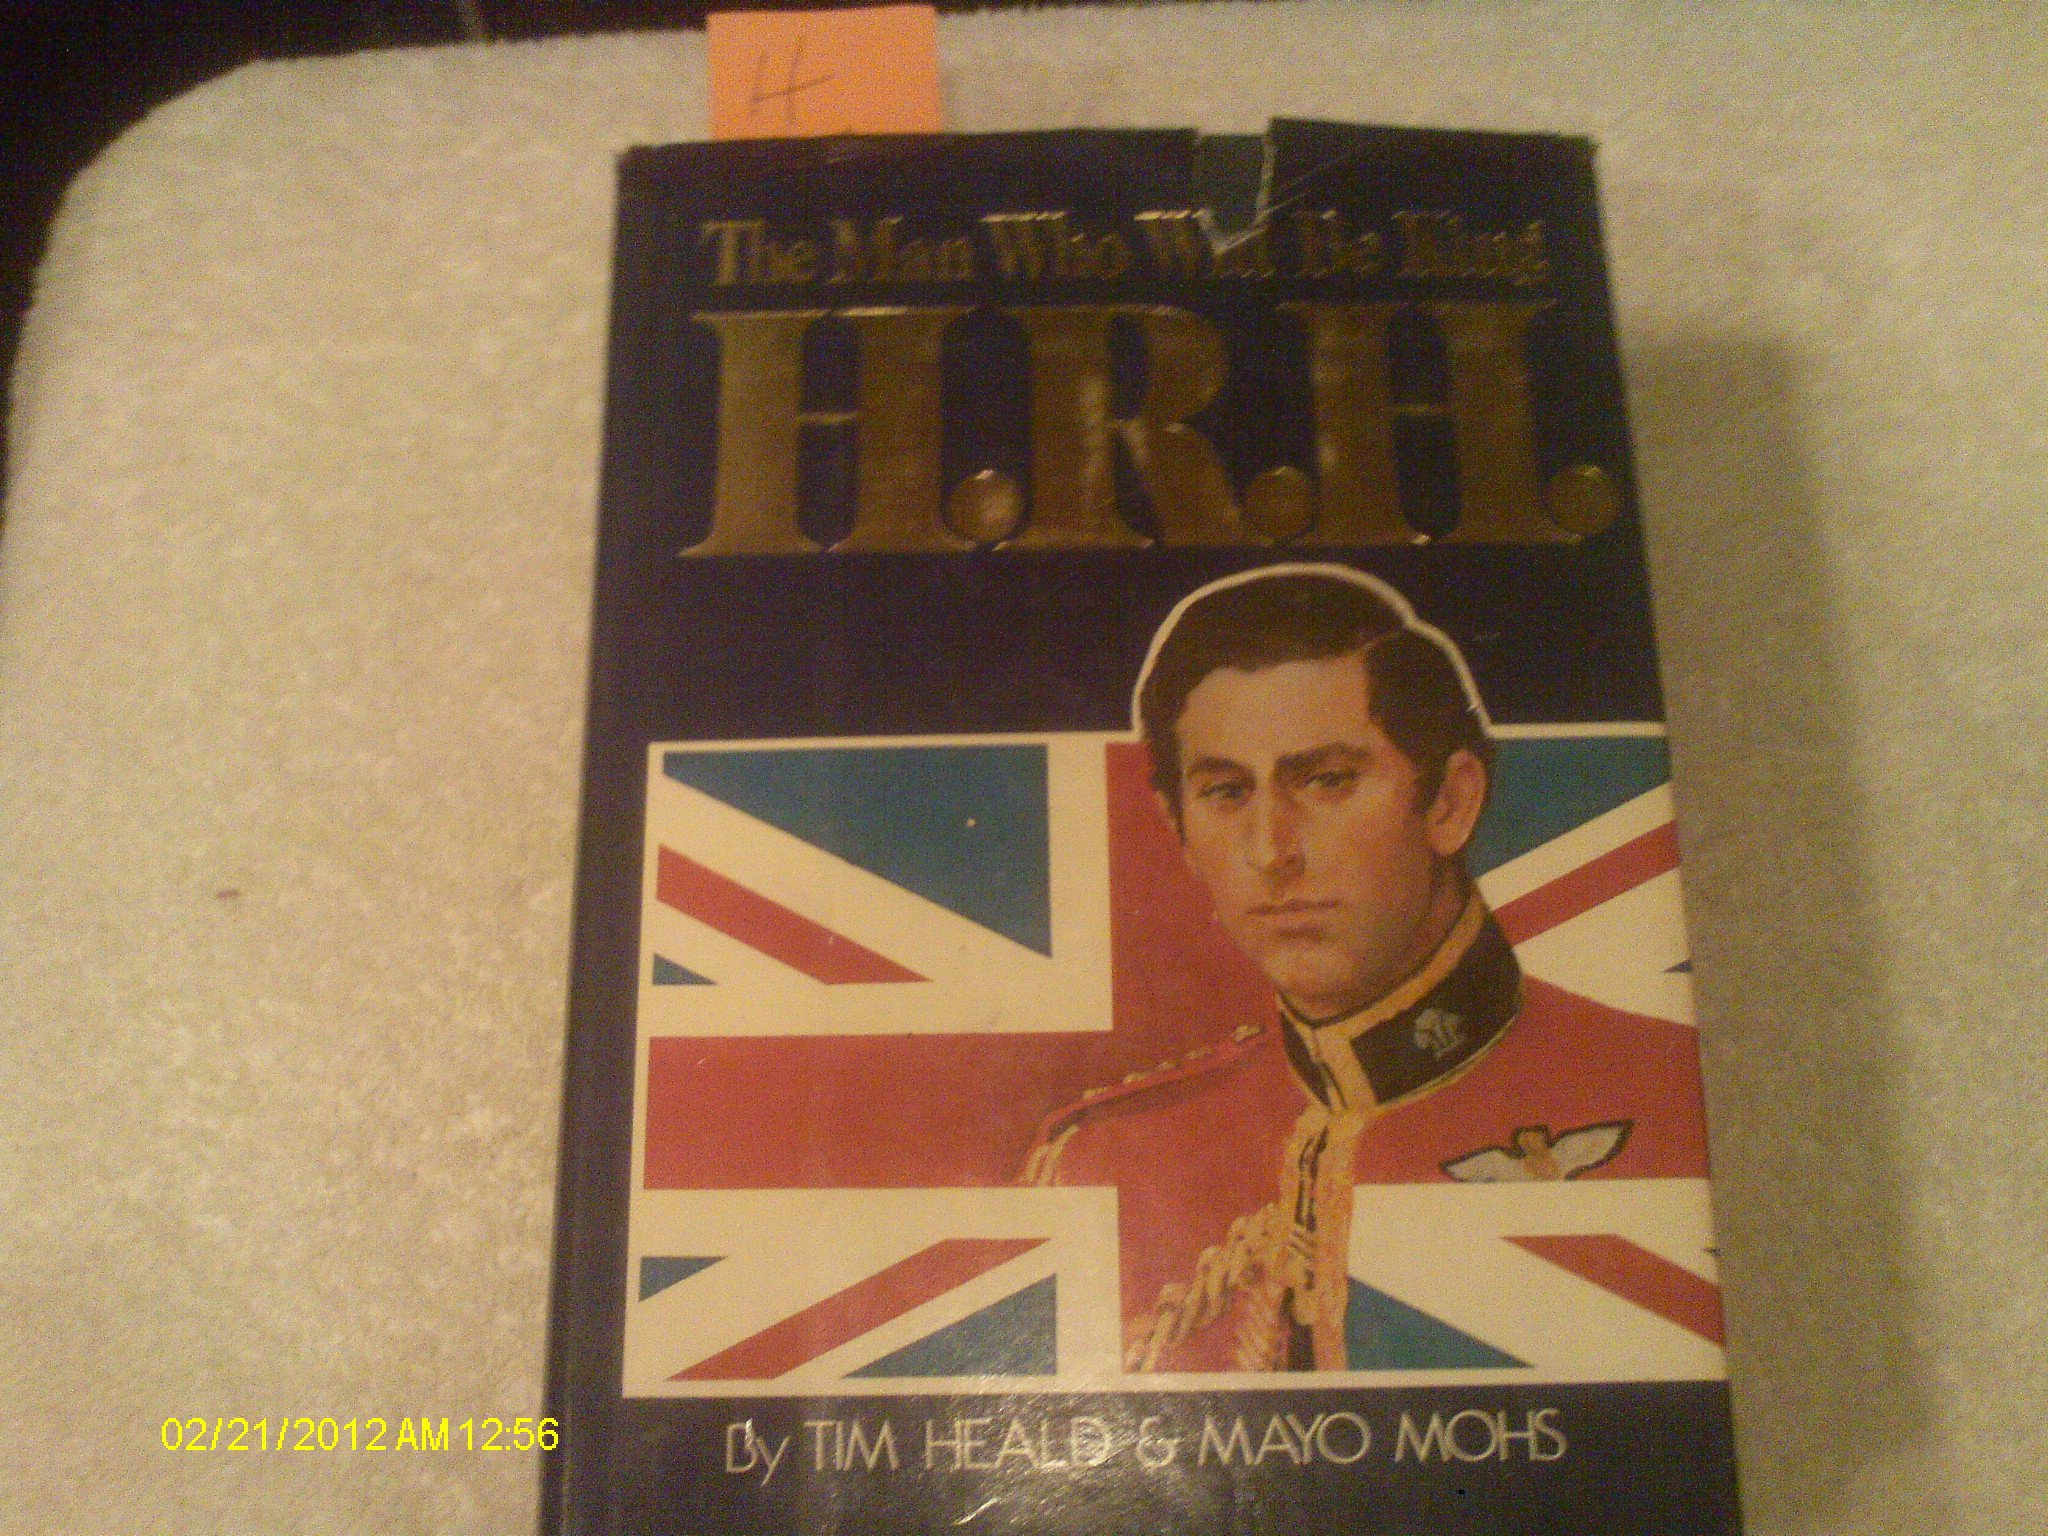 4
The Man Who Will Be King
H.R.H.
By TIM HEALD & MAYO MOHS
02/21/2012 AM 12:56